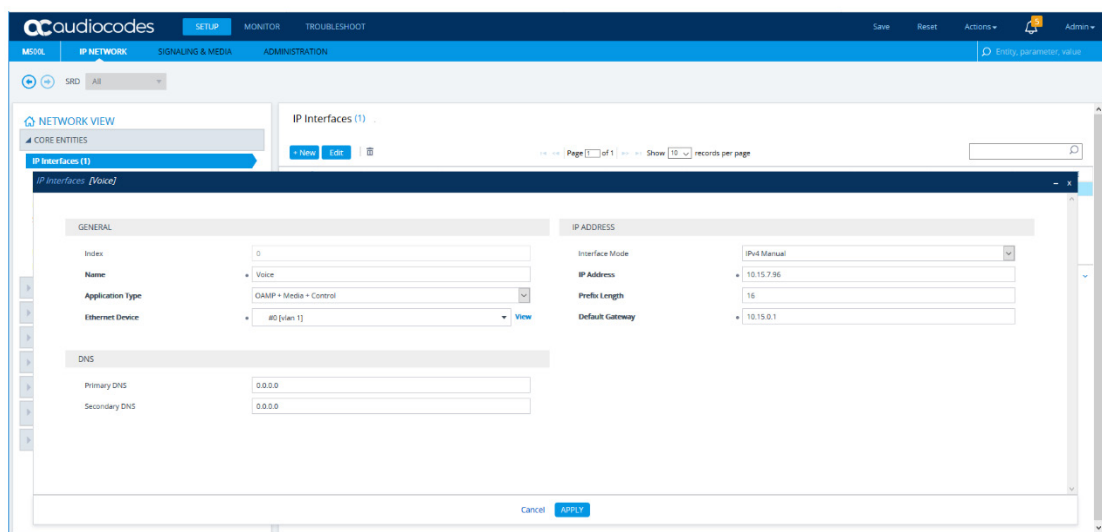 audiocodes SETUP MONITOR TROUBLESHOOT Save Reset Actions 5 Admin
M500L IP NETWORK SIGNALING & MEDIA ADMINISTRATION Entity, parameter, value
SRD All
NETWORK VIEW
IP Interfaces (1)
CORE ENTITIES
IP Interfaces (1)
+ New Edit Page 1 of 1 Show 10 records per page
IP Interfaces [Voice] – x
GENERAL
Index 0
Name Voice
Application Type OAMP + Media + Control
Ethernet Device #0 [vlan 1] View
IP ADDRESS
Interface Mode IPv4 Manual
IP Address 10.15.7.96
Prefix Length 16
Default Gateway 10.15.0.1
DNS
Primary DNS 0.0.0.0
Secondary DNS 0.0.0.0
Cancel APPLY